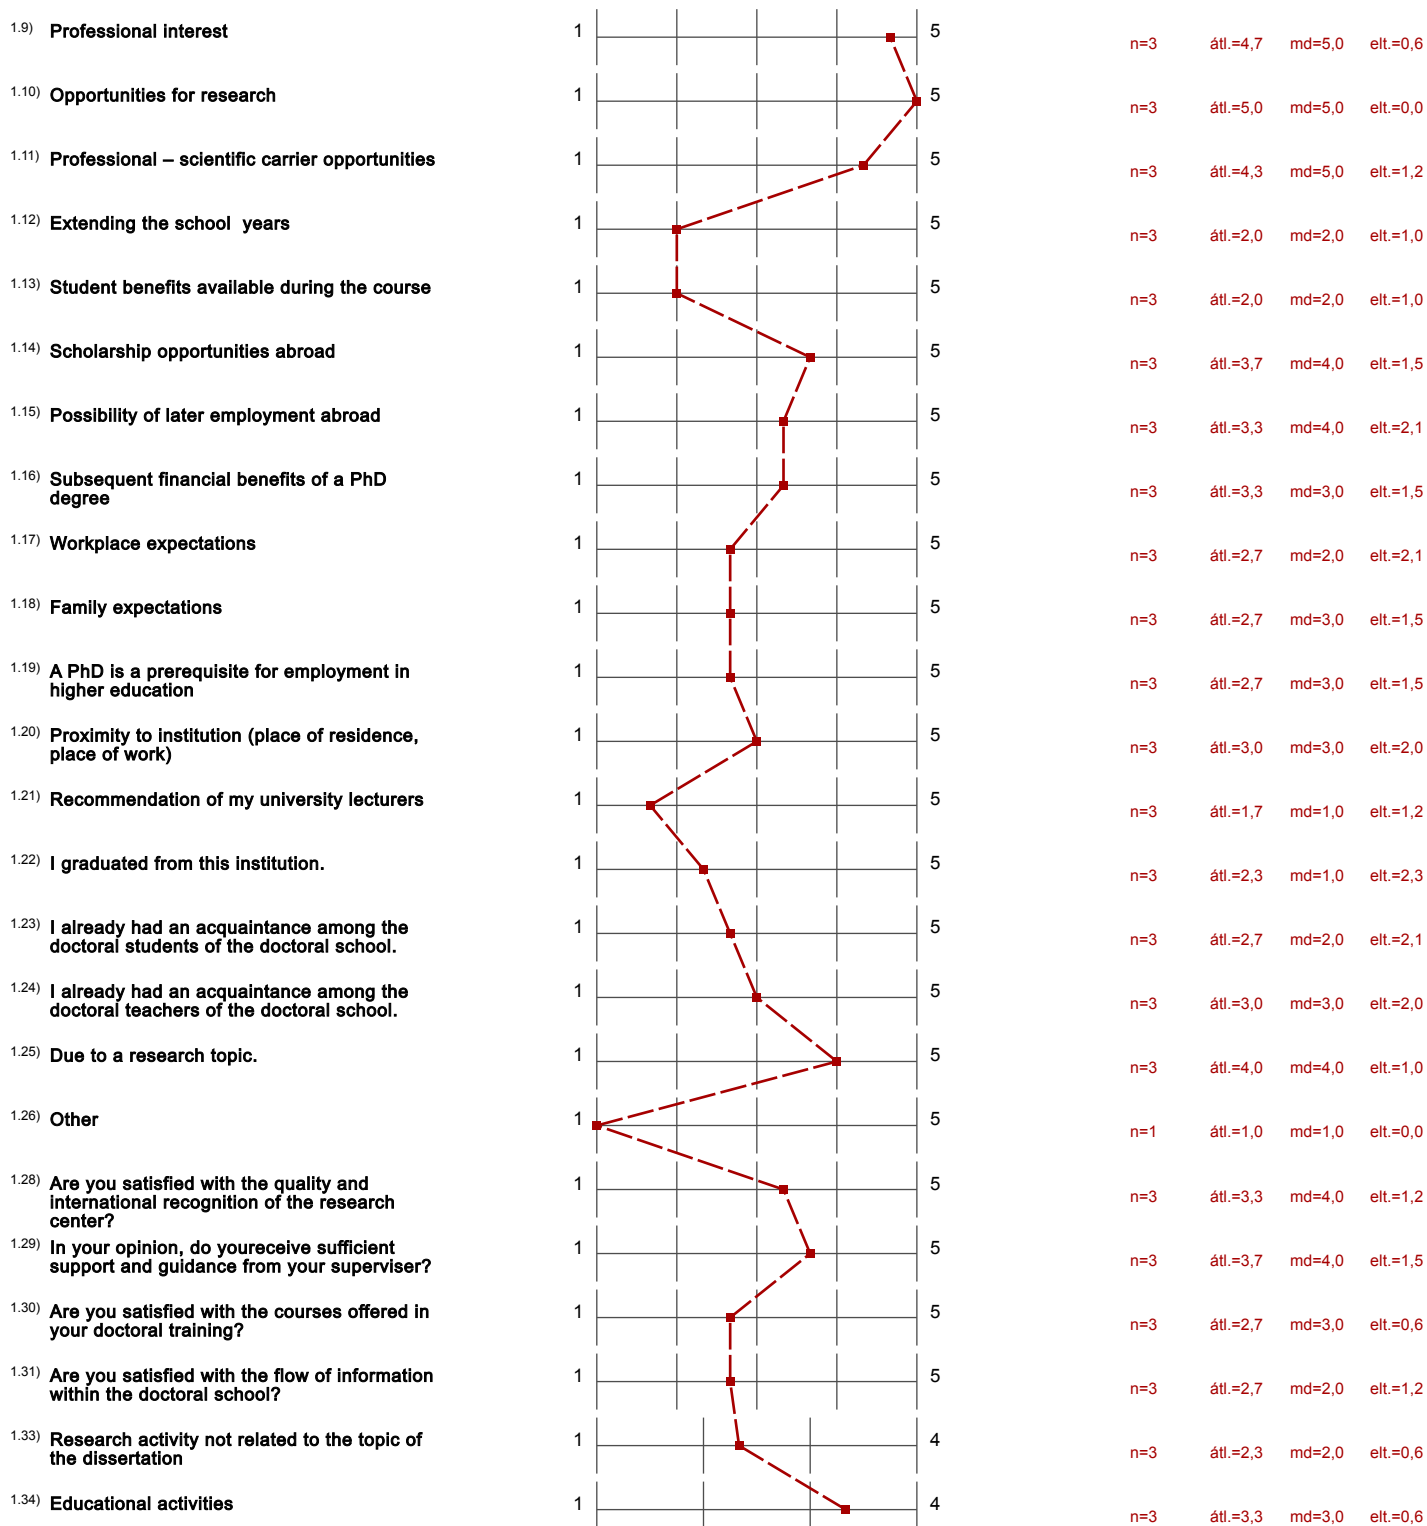 1.9) Professional interest 1 5 n=3 átl.=4,7 md=5,0 elt.=0,6
1.10) Opportunities for research 1 5 n=3 átl.=5,0 md=5,0 elt.=0,0
1.11) Professional – scientific carrier opportunities 1 5 n=3 átl.=4,3 md=5,0 elt.=1,2
1.12) Extending the school years 1 5 n=3 átl.=2,0 md=2,0 elt.=1,0
1.13) Student benefits available during the course 1 5 n=3 átl.=2,0 md=2,0 elt.=1,0
1.14) Scholarship opportunities abroad 1 5 n=3 átl.=3,7 md=4,0 elt.=1,5
1.15) Possibility of later employment abroad 1 5 n=3 átl.=3,3 md=4,0 elt.=2,1
1.16) Subsequent financial benefits of a PhD 1 5 n=3 átl.=3,3 md=3,0 elt.=1,5
degree
1.17) Workplace expectations 1 5 n=3 átl.=2,7 md=2,0 elt.=2,1
1.18) Family expectations 1 5 n=3 átl.=2,7 md=3,0 elt.=1,5
1.19) A PhD is a prerequisite for employment in 1 5 n=3 átl.=2,7 md=3,0 elt.=1,5
higher education
1.20) Proximity to institution (place of residence, 1 5 n=3 átl.=3,0 md=3,0 elt.=2,0
place of work)
1.21) Recommendation of my university lecturers 1 5 n=3 átl.=1,7 md=1,0 elt.=1,2
1.22) I graduated from this institution. 1 5 n=3 átl.=2,3 md=1,0 elt.=2,3
1.23) I already had an acquaintance among the 1 5 n=3 átl.=2,7 md=2,0 elt.=2,1
doctoral students of the doctoral school.
1.24) I already had an acquaintance among the 1 5 n=3 átl.=3,0 md=3,0 elt.=2,0
doctoral teachers of the doctoral school.
1.25) Due to a research topic. 1 5 n=3 átl.=4,0 md=4,0 elt.=1,0
1.26) Other 1 5 n=1 átl.=1,0 md=1,0 elt.=0,0
1.28) Are you satisfied with the quality and 1 5 n=3 átl.=3,3 md=4,0 elt.=1,2
international recognition of the research
center?
1.29) In your opinion, do youreceive sufficient 1 5 n=3 átl.=3,7 md=4,0 elt.=1,5
support and guidance from your superviser?
1.30) Are you satisfied with the courses offered in 1 5 n=3 átl.=2,7 md=3,0 elt.=0,6
your doctoral training?
1.31) Are you satisfied with the flow of information 1 5 n=3 átl.=2,7 md=2,0 elt.=1,2
within the doctoral school?
1.33) Research activity not related to the topic of 1 4 n=3 átl.=2,3 md=2,0 elt.=0,6
the dissertation
1.34) Educational activities 1 4 n=3 átl.=3,3 md=3,0 elt.=0,6